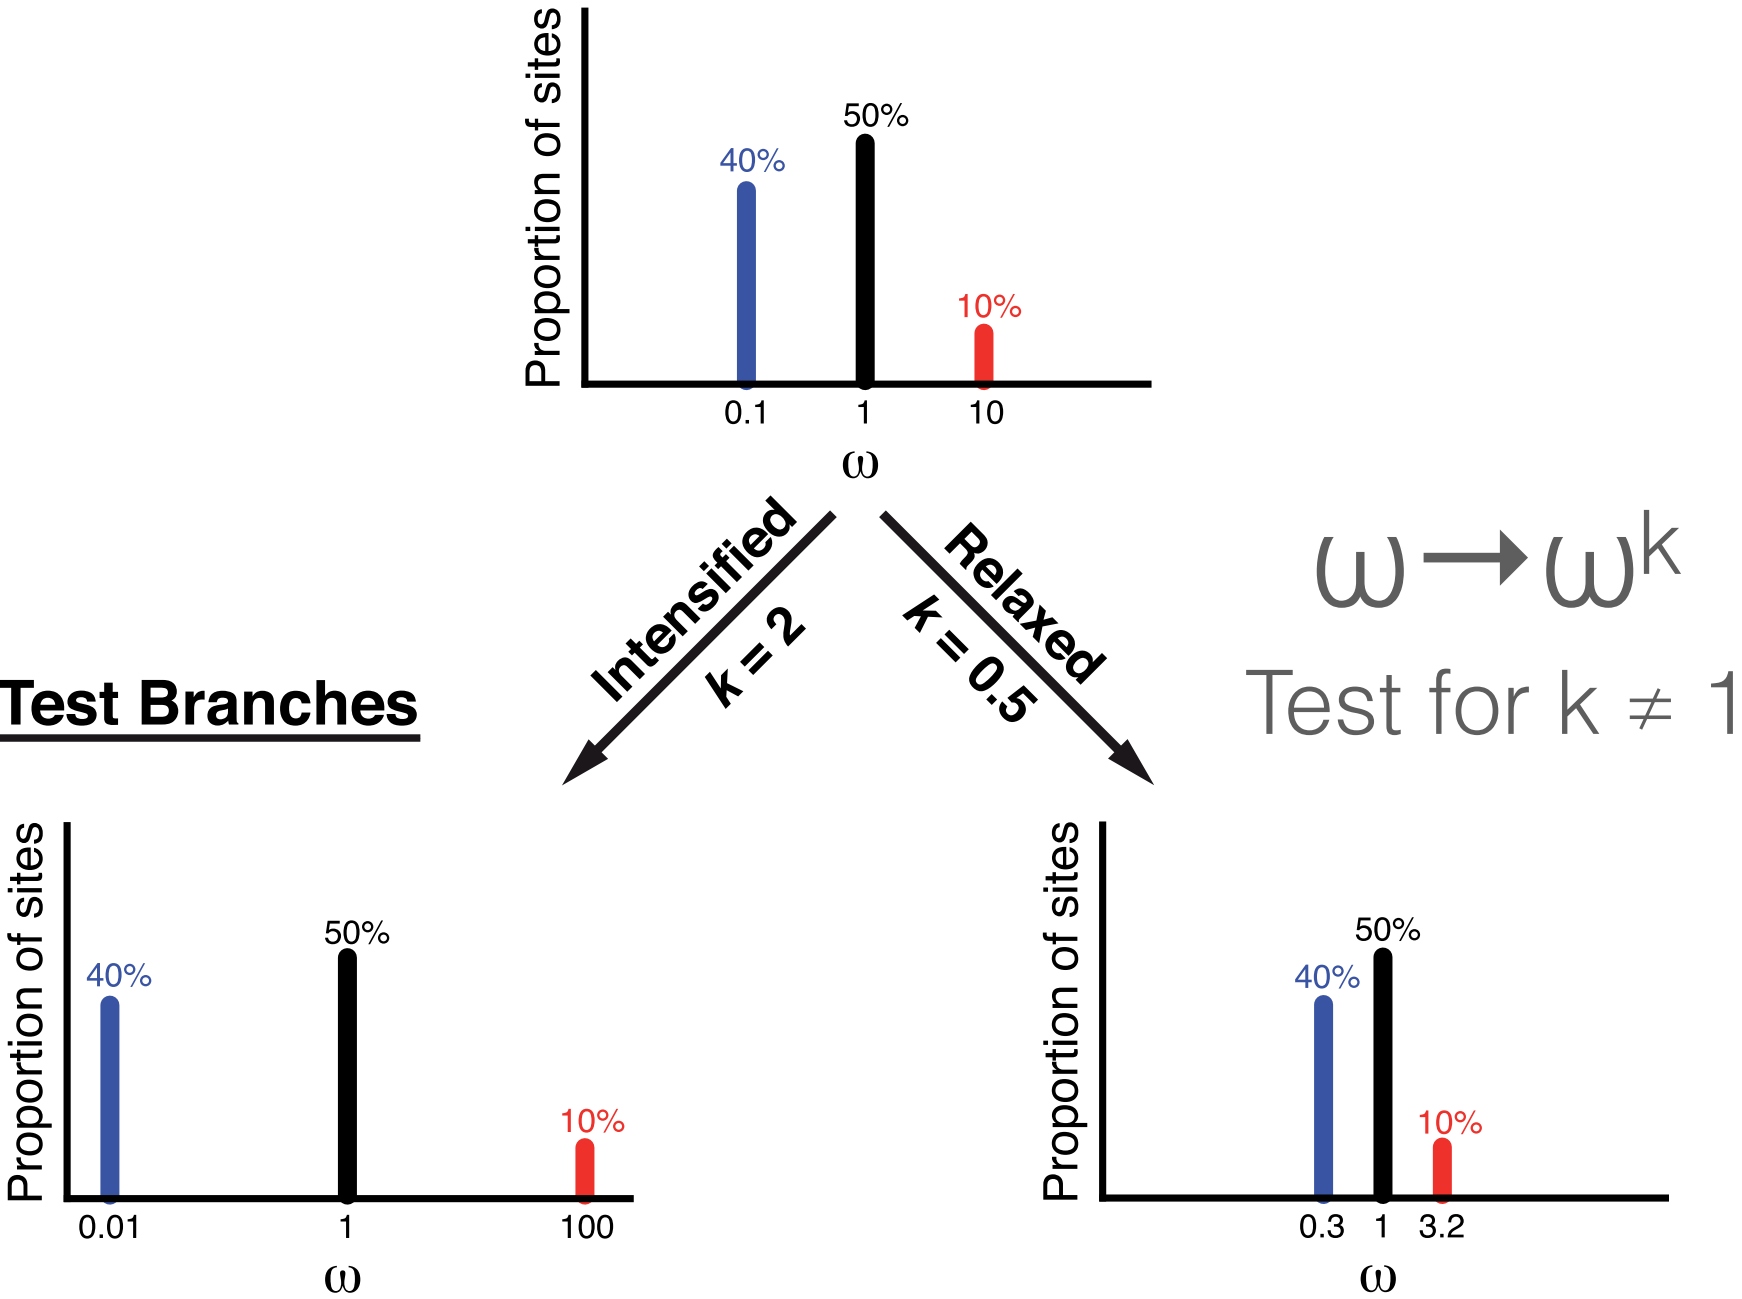 Proportion of sites
50%
40%
10%
0.1 1 10
ω
Intensified
k = 2
Relaxed
k = 0.5
ω → ωᵏ
Test for k ≠ 1
Test Branches
Proportion of sites
50%
40%
10%
0.01 1 100
ω
Proportion of sites
50%
40%
10%
0.3 1 3.2
ω